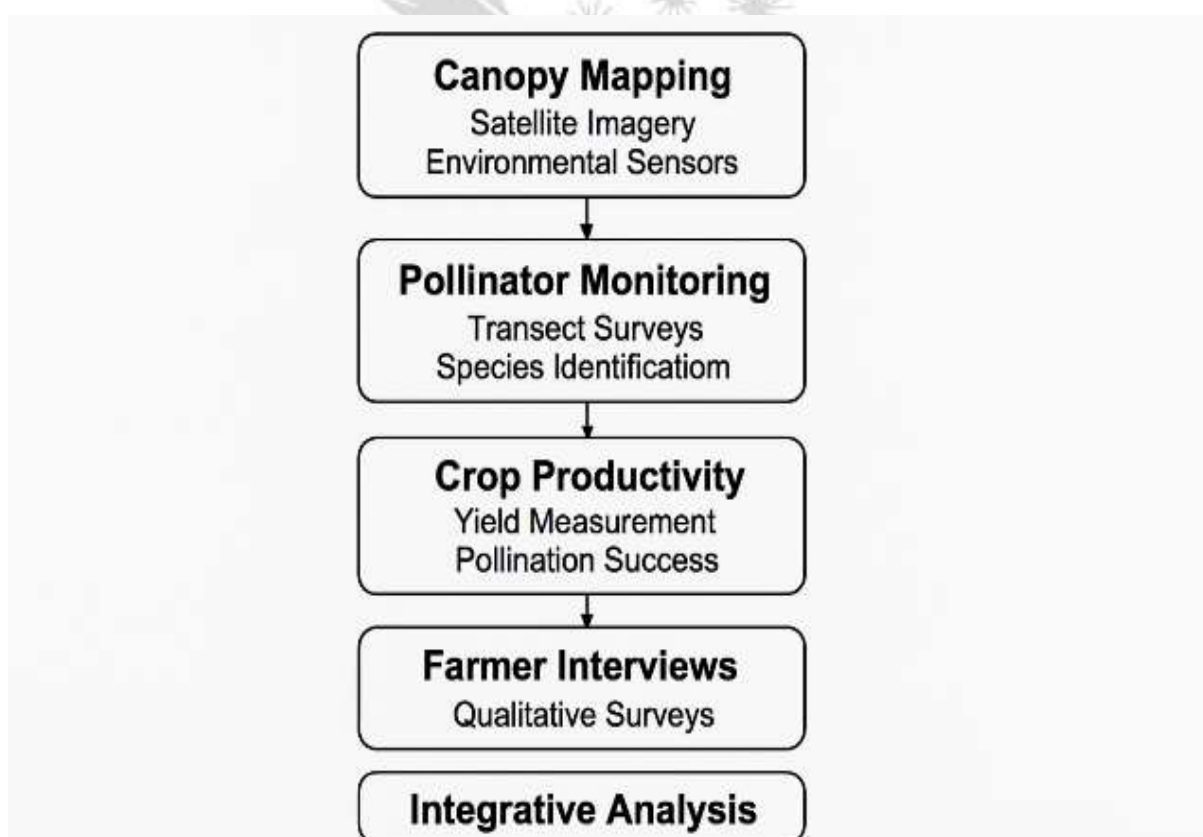 Canopy Mapping
Satellite Imagery
Environmental Sensors
Pollinator Monitoring
Transect Surveys
Species Identificatiom
Crop Productivity
Yield Measurement
Pollination Success
Farmer Interviews
Qualitative Surveys
Integrative Analysis